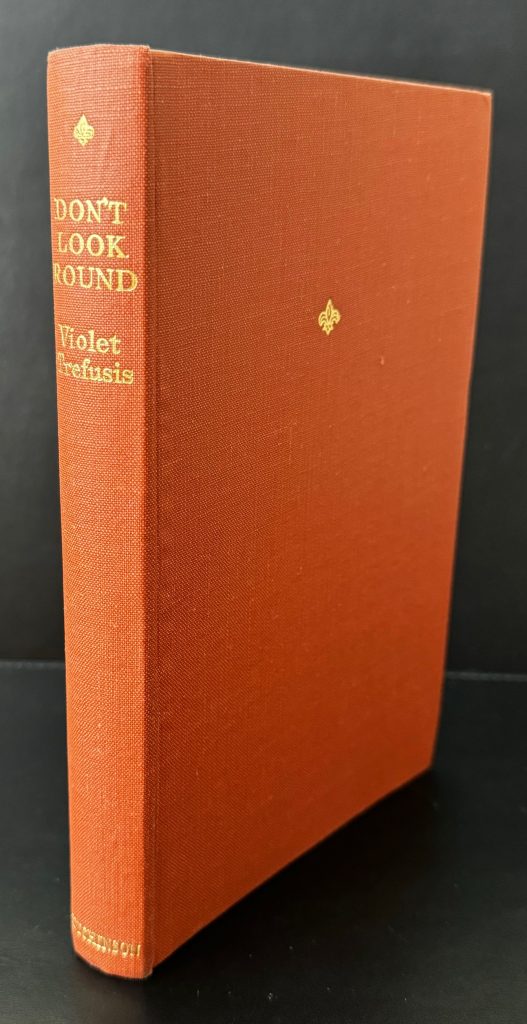 DON'T
LOOK
ROUND
Violet
Trefusis
HUTCHINSON